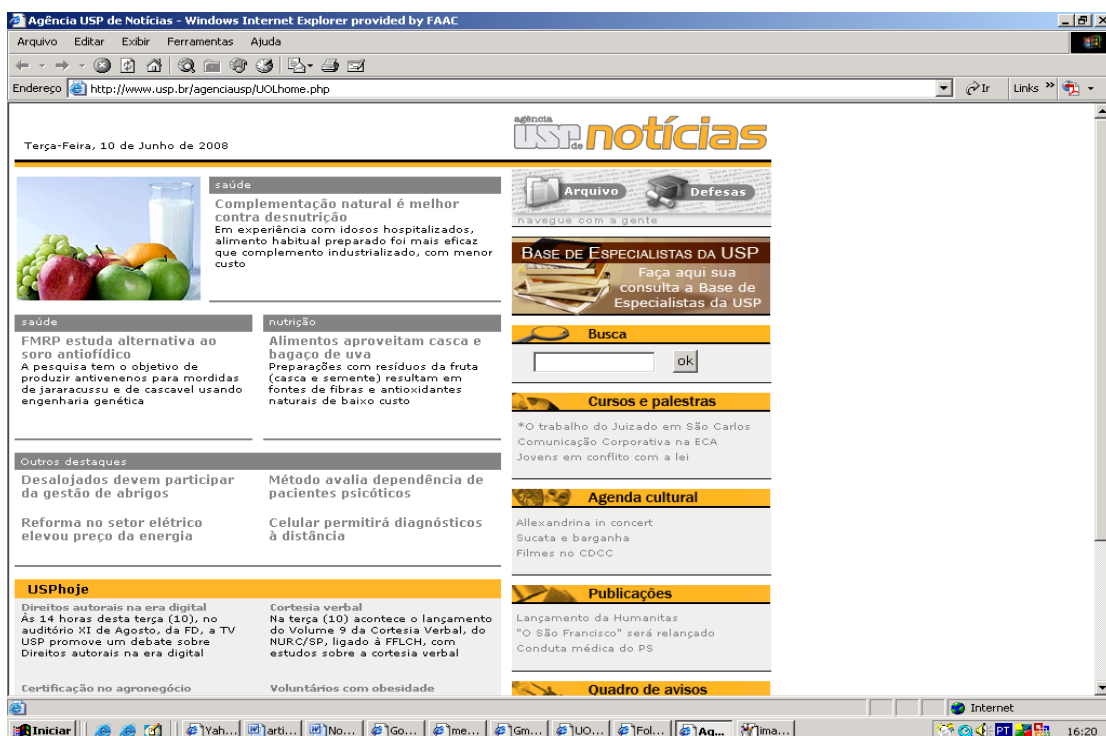 Agência USP de Notícias - Windows Internet Explorer provided by FAAC
Arquivo Editar Exibir Ferramentas Ajuda
Endereço http://www.usp.br/agenciausp/UOLhome.php Ir Links »
Terça-Feira, 10 de Junho de 2008
agência
USP de notícias
saúde
Complementação natural é melhor
contra desnutrição
Em experiência com idosos hospitalizados,
alimento habitual preparado foi mais eficaz
que complemento industrializado, com menor
custo
saúde
FMRP estuda alternativa ao
soro antiofídico
A pesquisa tem o objetivo de
produzir antivenenos para mordidas
de jararacussu e de cascavel usando
engenharia genética
nutrição
Alimentos aproveitam casca e
bagaço de uva
Preparações com resíduos da fruta
(casca e semente) resultam em
fontes de fibras e antioxidantes
naturais de baixo custo
Outros destaques
Desalojados devem participar
da gestão de abrigos
Método avalia dependência de
pacientes psicóticos
Reforma no setor elétrico
elevou preço da energia
Celular permitirá diagnósticos
à distância
USPhoje
Direitos autorais na era digital
Às 14 horas desta terça (10), no
auditório XI de Agosto, da FD, a TV
USP promove um debate sobre
Direitos autorais na era digital
Cortesia verbal
Na terça (10) acontece o lançamento
do Volume 9 da Cortesia Verbal, do
NURC/SP, ligado à FFLCH, com
estudos sobre a cortesia verbal
Certificação no agronegócio
Voluntários com obesidade
Arquivo Defesas
navegue com a gente
BASE DE ESPECIALISTAS DA USP
Faça aqui sua
consulta a Base de
Especialistas da USP
Busca
ok
Cursos e palestras
*O trabalho do Juizado em São Carlos
Comunicação Corporativa na ECA
Jovens em conflito com a lei
Agenda cultural
Allexandrina in concert
Sucata e barganha
Filmes no CDCC
Publicações
Lançamento da Humanitas
"O São Francisco" será relançado
Conduta médica do PS
Quadro de avisos
Internet
Iniciar Yah... arti... No... Go... me... Gm... UO... Fol... Ag... ima... PT 16:20